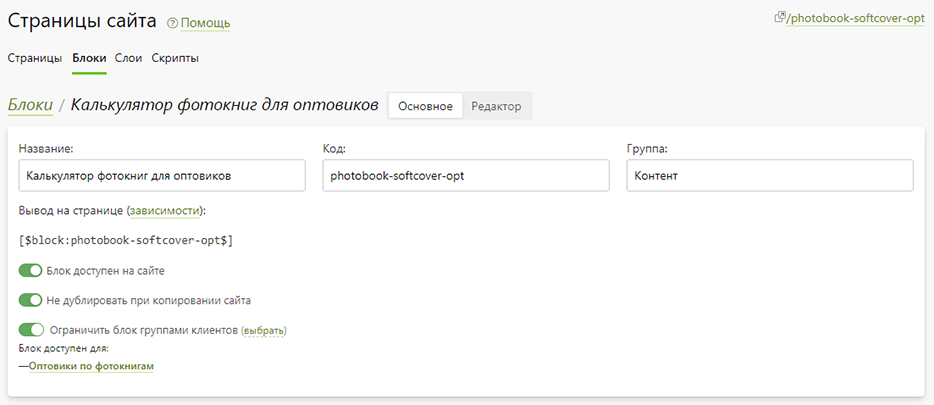 Страницы сайта ? Помощь /photobook-softcover-opt
Страницы Блоки Слои Скрипты
Блоки / Калькулятор фотокниг для оптовиков Основное Редактор
Название: Код: Группа:
Калькулятор фотокниг для оптовиков photobook-softcover-opt Контент
Вывод на странице (зависимости):
[$block:photobook-softcover-opt$]
Блок доступен на сайте
Не дублировать при копировании сайта
Ограничить блок группами клиентов (выбрать)
Блок доступен для:
—Оптовики по фотокнигам